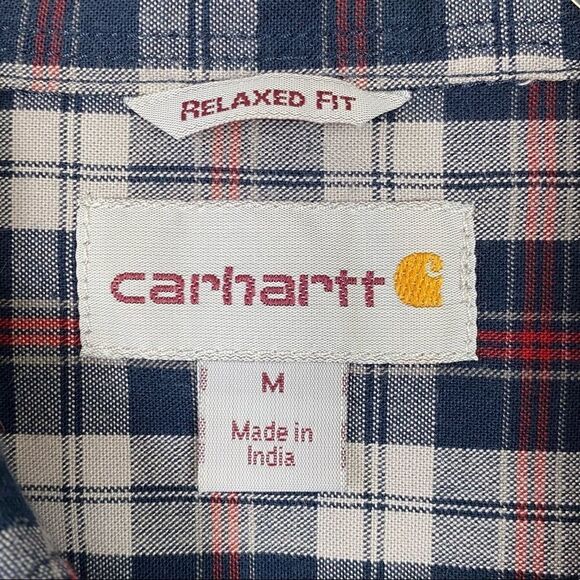 RELAXED FIT
carhartt
M
Made in
India